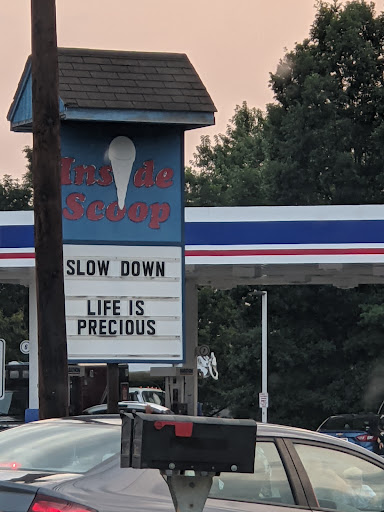 Inside
Scoop
SLOW DOWN
LIFE IS
PRECIOUS